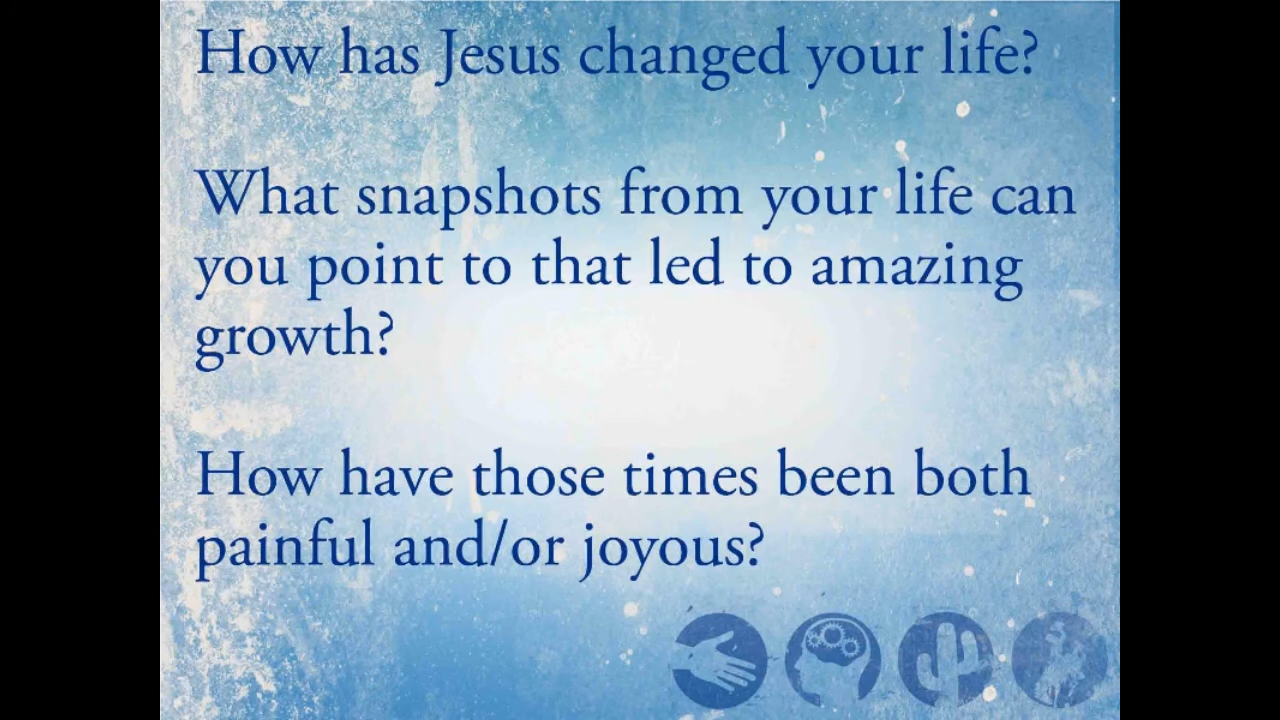 How has Jesus changed your life?
What snapshots from your life can
you point to that led to amazing
growth?
How have those times been both
painful and/or joyous?